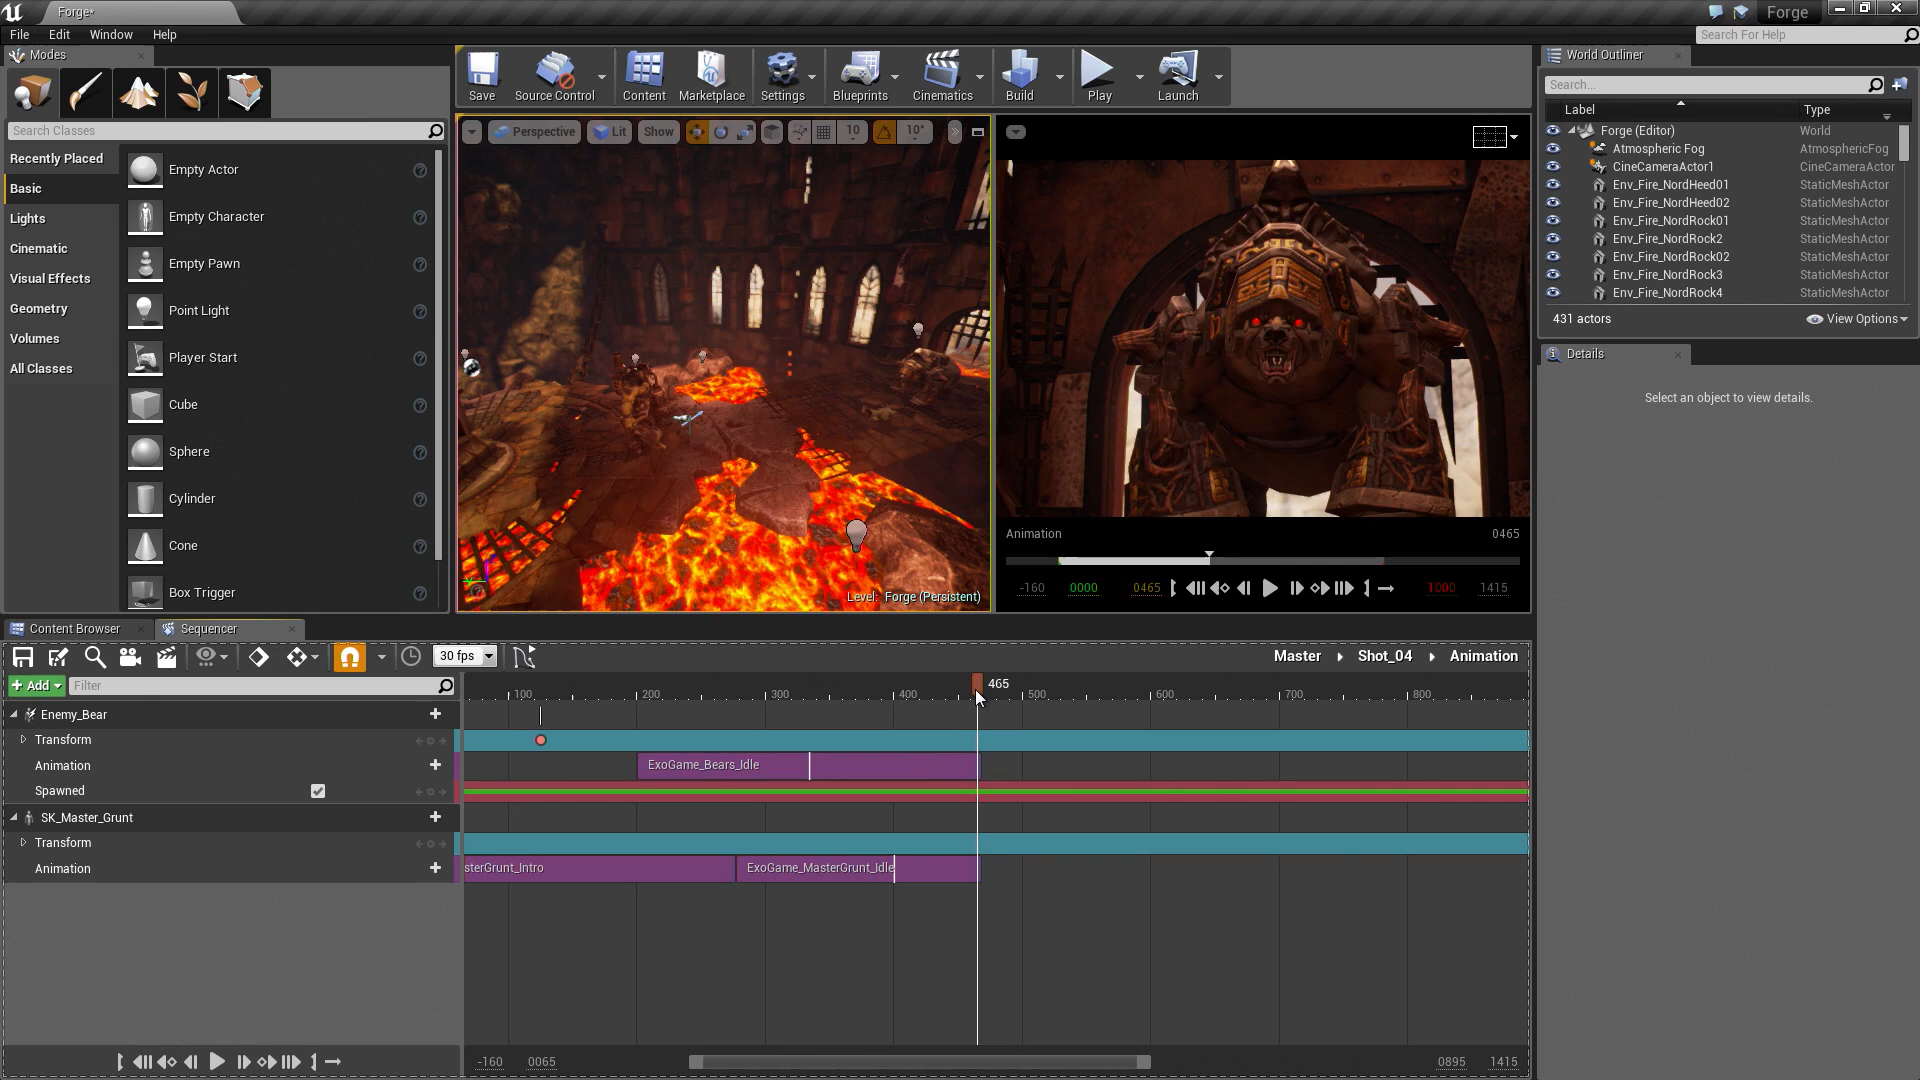 Forge*
Forge
File Edit Window Help
Search For Help
Modes
Search Classes
Recently Placed
Basic
Lights
Cinematic
Visual Effects
Geometry
Volumes
All Classes
Empty Actor
Empty Character
Empty Pawn
Point Light
Player Start
Cube
Sphere
Cylinder
Cone
Box Trigger
Save Source Control Content Marketplace Settings Blueprints Cinematics Build Play Launch
Perspective Lit Show 10 10°
Level: Forge (Persistent)
Animation 0465
-160 0000 0465 1000 1415
World Outliner
Search...
Label Type
Forge (Editor) World
Atmospheric Fog AtmosphericFog
CineCameraActor1 CineCameraActor
Env_Fire_NordHeed01 StaticMeshActor
Env_Fire_NordHeed02 StaticMeshActor
Env_Fire_NordRock01 StaticMeshActor
Env_Fire_NordRock2 StaticMeshActor
Env_Fire_NordRock02 StaticMeshActor
Env_Fire_NordRock3 StaticMeshActor
Env_Fire_NordRock4 StaticMeshActor
431 actors View Options
Details
Select an object to view details.
Content Browser Sequencer
30 fps
Master Shot_04 Animation
+ Add Filter
100 200 300 400 465 500 600 700 800
Enemy_Bear
Transform
Animation
ExoGame_Bears_Idle
Spawned
SK_Master_Grunt
Transform
Animation
sterGrunt_Intro ExoGame_MasterGrunt_Idle
-160 0065 0895 1415